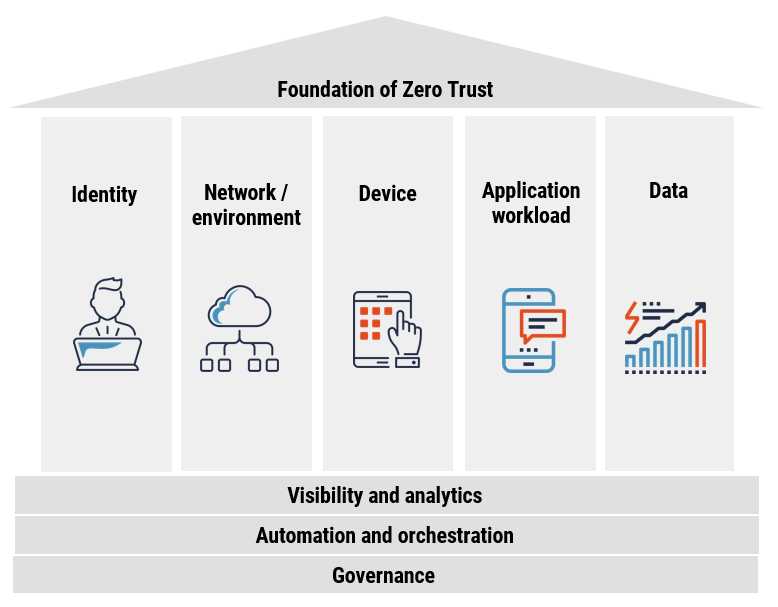 Foundation of Zero Trust
Identity
Network /
environment
Device
Application
workload
Data
Visibility and analytics
Automation and orchestration
Governance